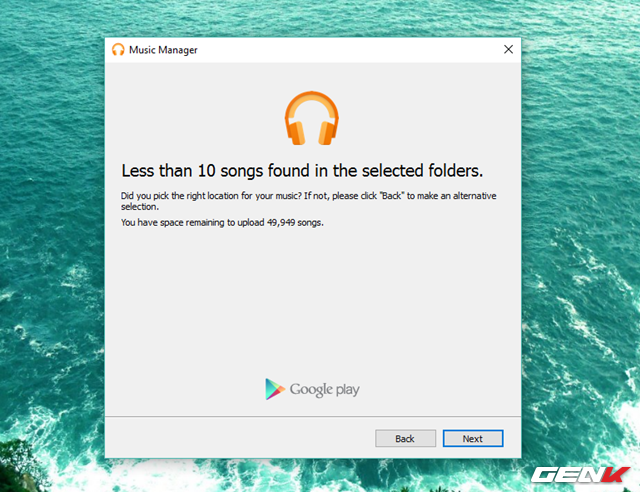 Music Manager
Less than 10 songs found in the selected folders.
Did you pick the right location for your music? If not, please click "Back" to make an alternative
selection.
You have space remaining to upload 49,949 songs.
Google play
Back
Next
GENK